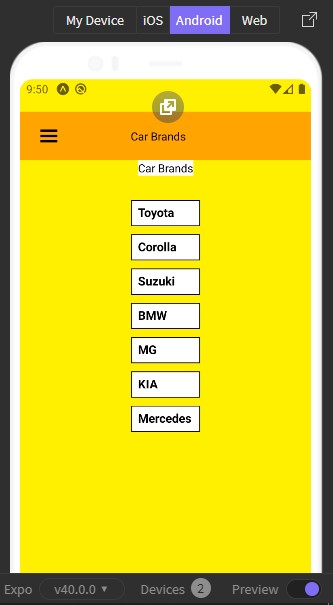 My Device iOS Android Web
9:50
Car Brands
Car Brands
Toyota
Corolla
Suzuki
BMW
MG
KIA
Mercedes
Expo v40.0.0 Devices 2 Preview